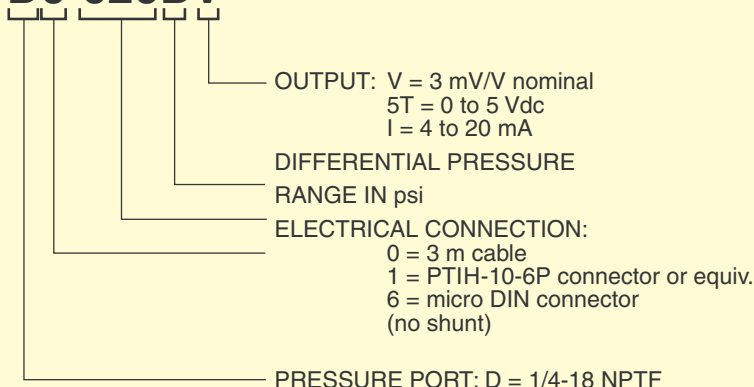 OUTPUT: V = 3 mV/V nominal
5T = 0 to 5 Vdc
I = 4 to 20 mA
DIFFERENTIAL PRESSURE
RANGE IN psi
ELECTRICAL CONNECTION:
0 = 3 m cable
1 = PTIH-10-6P connector or equiv.
6 = micro DIN connector
(no shunt)
PRESSURE PORT: D = 1/4-18 NPTF